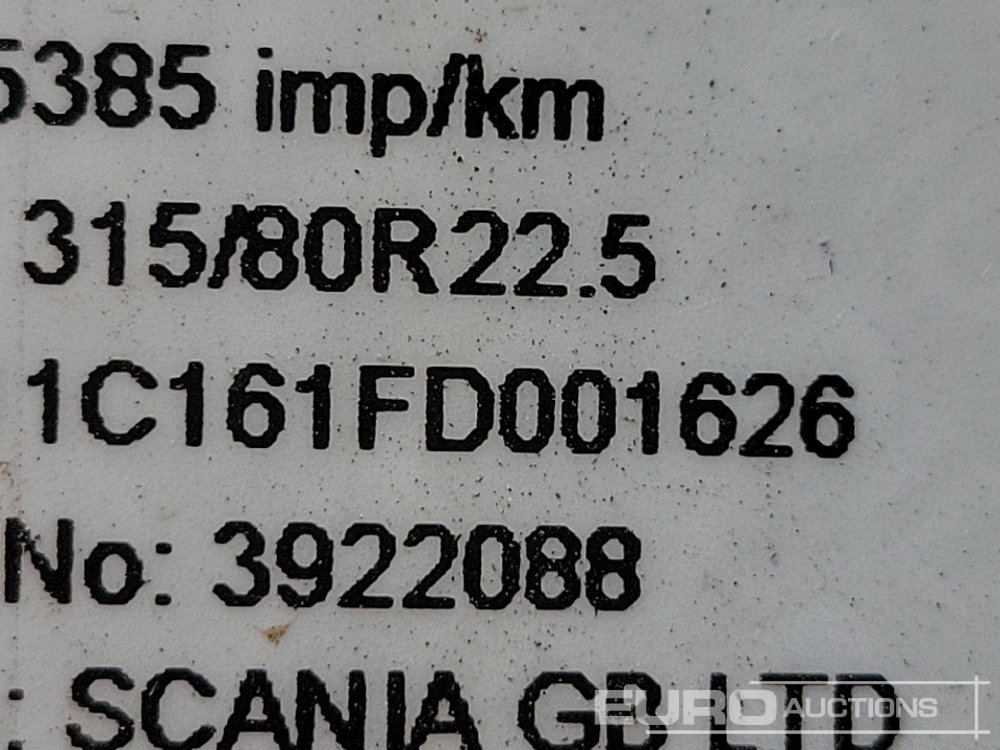 5385 imp/km
315/80R22.5
1C161FD001626
No: 3922088
: SCANIA GB LTD
EURO AUCTIONS